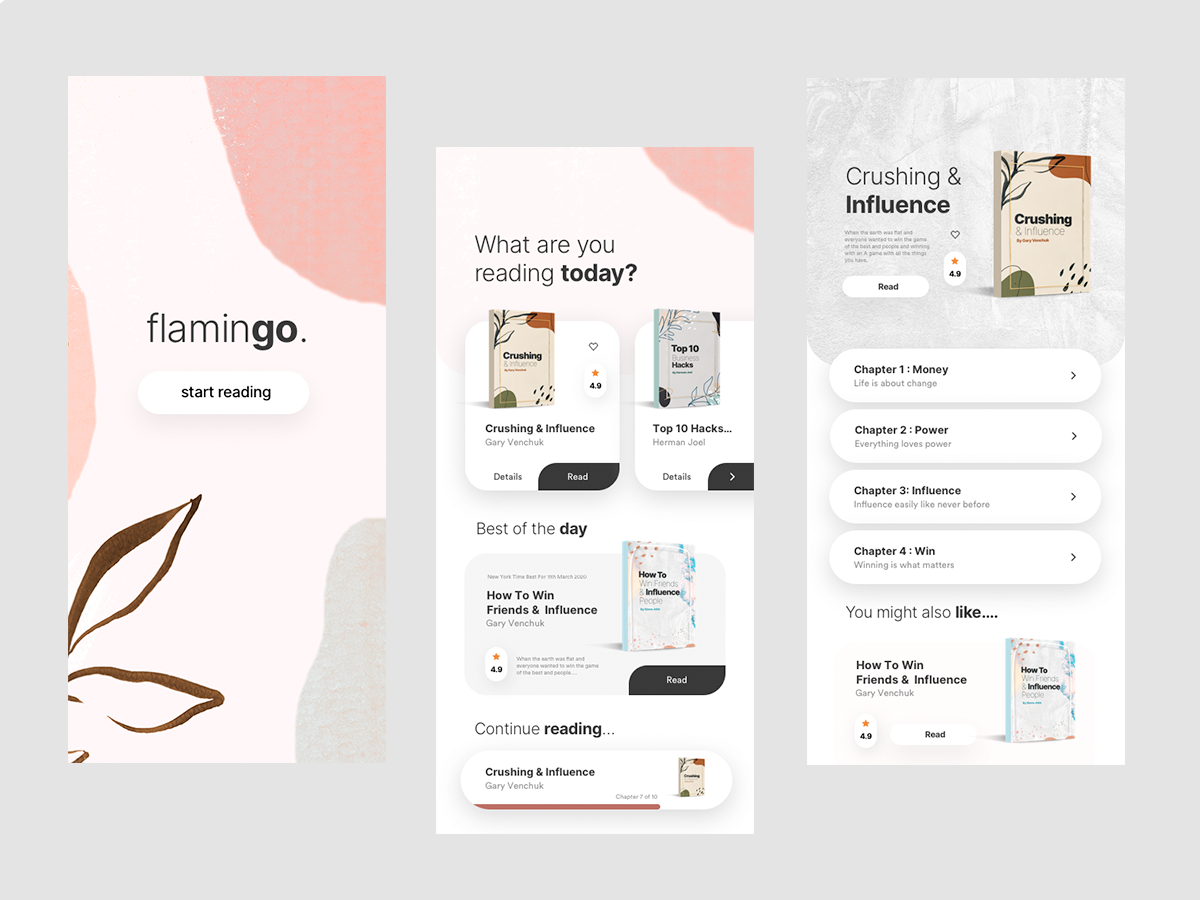 flamingo.
start reading
What are you
reading today?
Crushing
& Influence
By Gary Venchuk
4.9
Crushing & Influence
Gary Venchuk
Details
Read
Top 10
Business
Hacks
By Herman Joel
Top 10 Hacks...
Herman Joel
Details
Best of the day
New York Time Best For 11th March 2020
How To Win
Friends & Influence
Gary Venchuk
4.9
When the earth was flat and
everyone wanted to win the game
of the best and people....
How To
Win Friends
& Influence
People
Read
Continue reading...
Crushing & Influence
Gary Venchuk
Chapter 7 of 10
Crushing
Crushing &
Influence
When the earth was flat and
everyone wanted to win the game
of the best and people and winning
with an A game with all the things
you have.
4.9
Read
Crushing
& Influence
By Gary Venchuk
Chapter 1 : Money
Life is about change
Chapter 2 : Power
Everything loves power
Chapter 3: Influence
Influence easily like never before
Chapter 4 : Win
Winning is what matters
You might also like....
How To Win
Friends & Influence
Gary Venchuk
4.9
Read
How To
Win Friends
& Influence
People